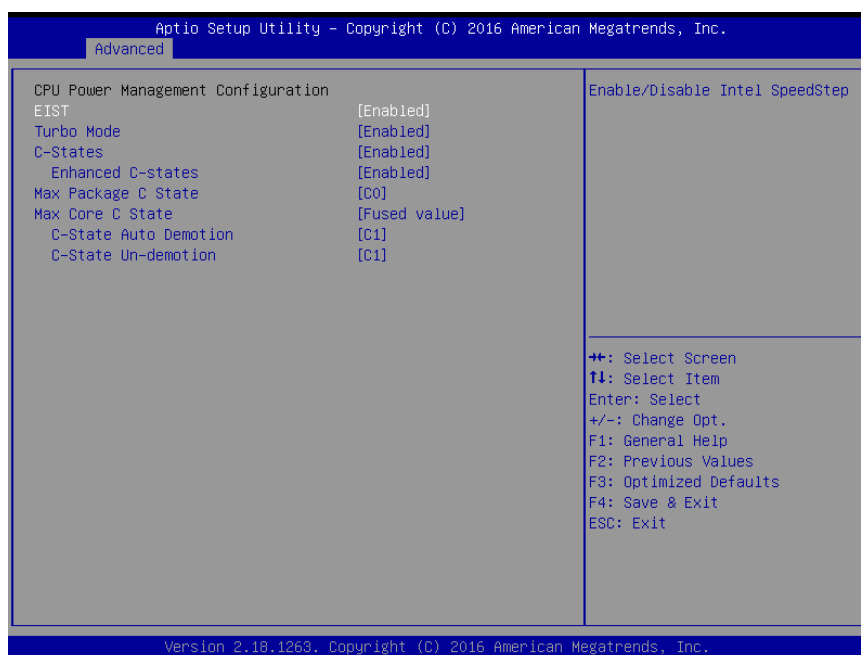 Aptio Setup Utility – Copyright (C) 2016 American Megatrends, Inc.
Advanced
CPU Power Management Configuration
EIST [Enabled]
Turbo Mode [Enabled]
C-States [Enabled]
Enhanced C-states [Enabled]
Max Package C State [C0]
Max Core C State [Fused value]
C-State Auto Demotion [C1]
C-State Un-demotion [C1]
Enable/Disable Intel SpeedStep
→←: Select Screen
↑↓: Select Item
Enter: Select
+/-: Change Opt.
F1: General Help
F2: Previous Values
F3: Optimized Defaults
F4: Save & Exit
ESC: Exit
Version 2.18.1263. Copyright (C) 2016 American Megatrends, Inc.